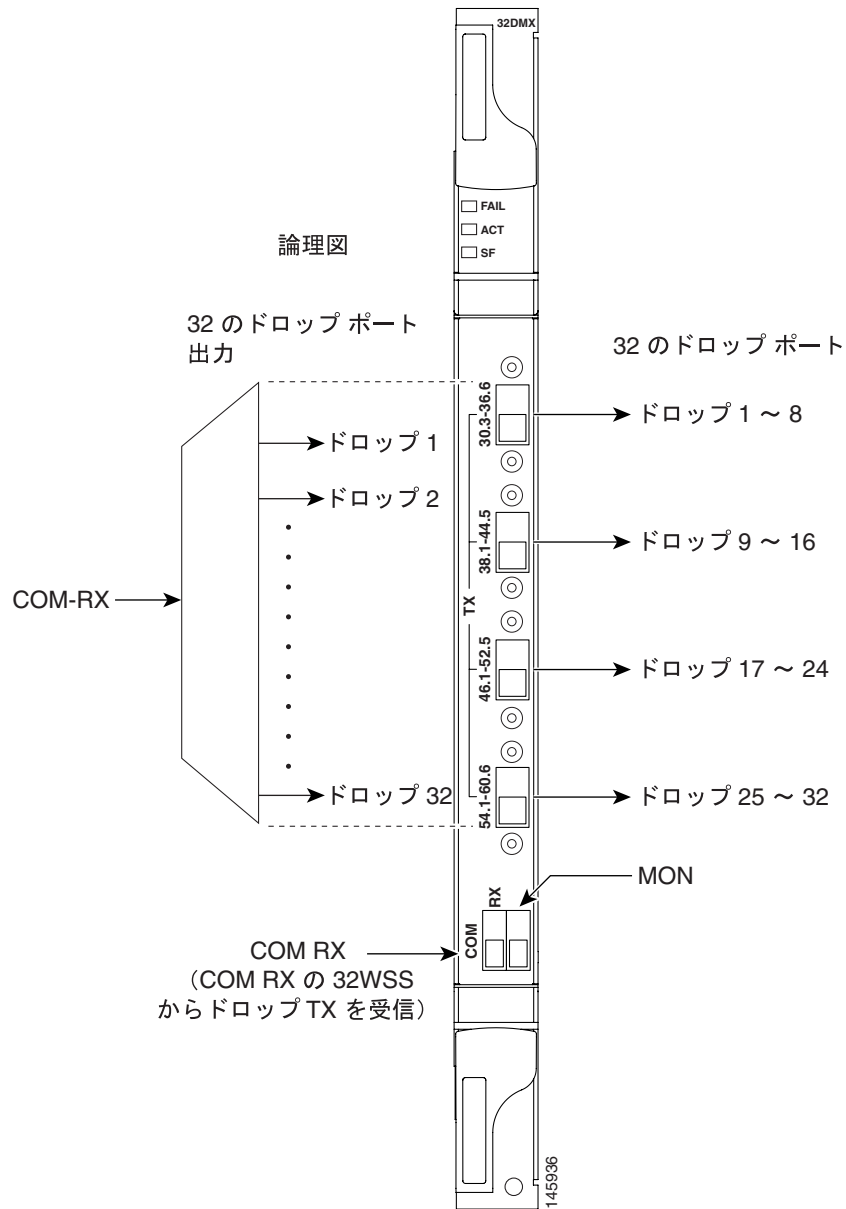 32DMX
FAIL
ACT
SF
論理図
32 のドロップ ポート
出力
32 のドロップ ポート
30.3-36.6
ドロップ 1 ~ 8
ドロップ 1
ドロップ 2
38.1-44.5
ドロップ 9 ~ 16
COM-RX
TX
46.1-52.5
ドロップ 17 ~ 24
54.1-60.6
ドロップ 32
ドロップ 25 ~ 32
MON
RX
COM
COM RX
(COM RX の 32WSS
からドロップ TX を受信)
145936